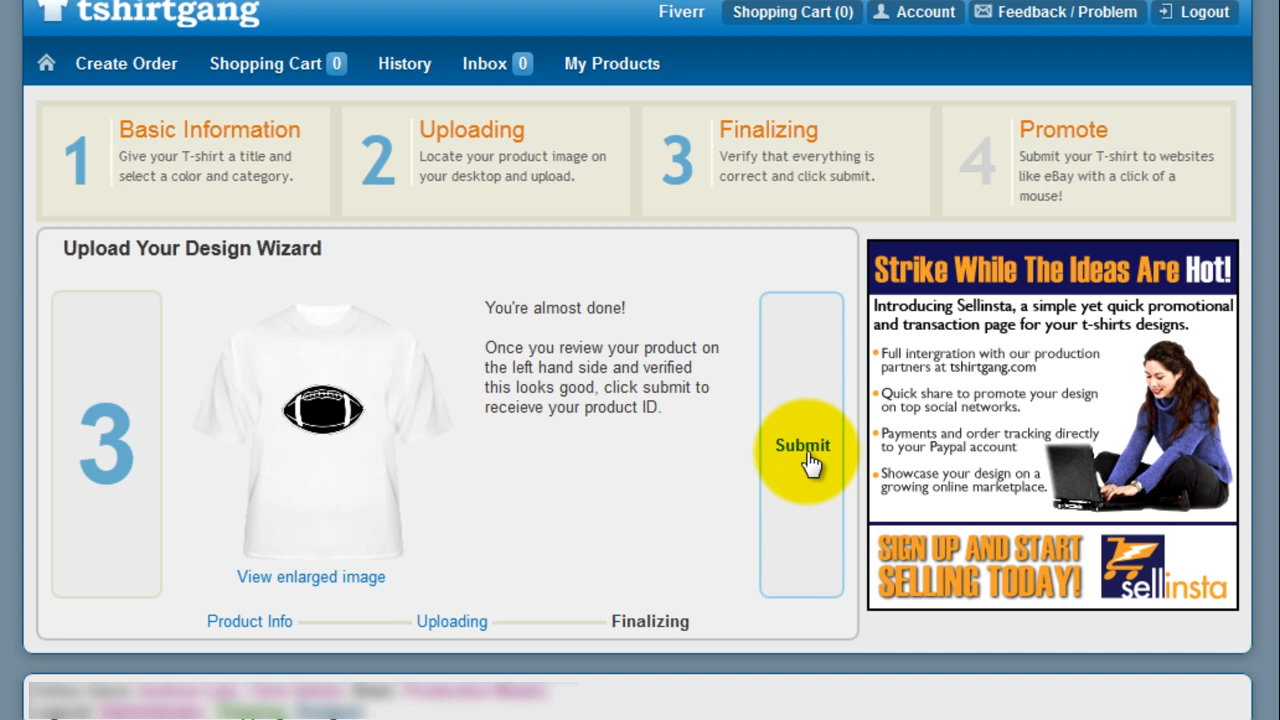 tshirtgang
Fiverr
Shopping Cart (0)
Account
Feedback / Problem
Logout
Create Order
Shopping Cart 0
History
Inbox 0
My Products
1
Basic Information
Give your T-shirt a title and
select a color and category.
2
Uploading
Locate your product image on
your desktop and upload.
3
Finalizing
Verify that everything is
correct and click submit.
4
Promote
Submit your T-shirt to websites
like eBay with a click of a
mouse!
Upload Your Design Wizard
3
You're almost done!
Once you review your product on
the left hand side and verified
this looks good, click submit to
receieve your product ID.
Submit
View enlarged image
Product Info
Uploading
Finalizing
Strike While The Ideas Are Hot!
Introducing Sellinsta, a simple yet quick promotional
and transaction page for your t-shirts designs.
Full intergration with our production
partners at tshirtgang.com
Quick share to promote your design
on top social networks.
Payments and order tracking directly
to your Paypal account
Showcase your design on a
growing online marketplace.
SIGN UP AND START
SELLING TODAY!
sellinsta